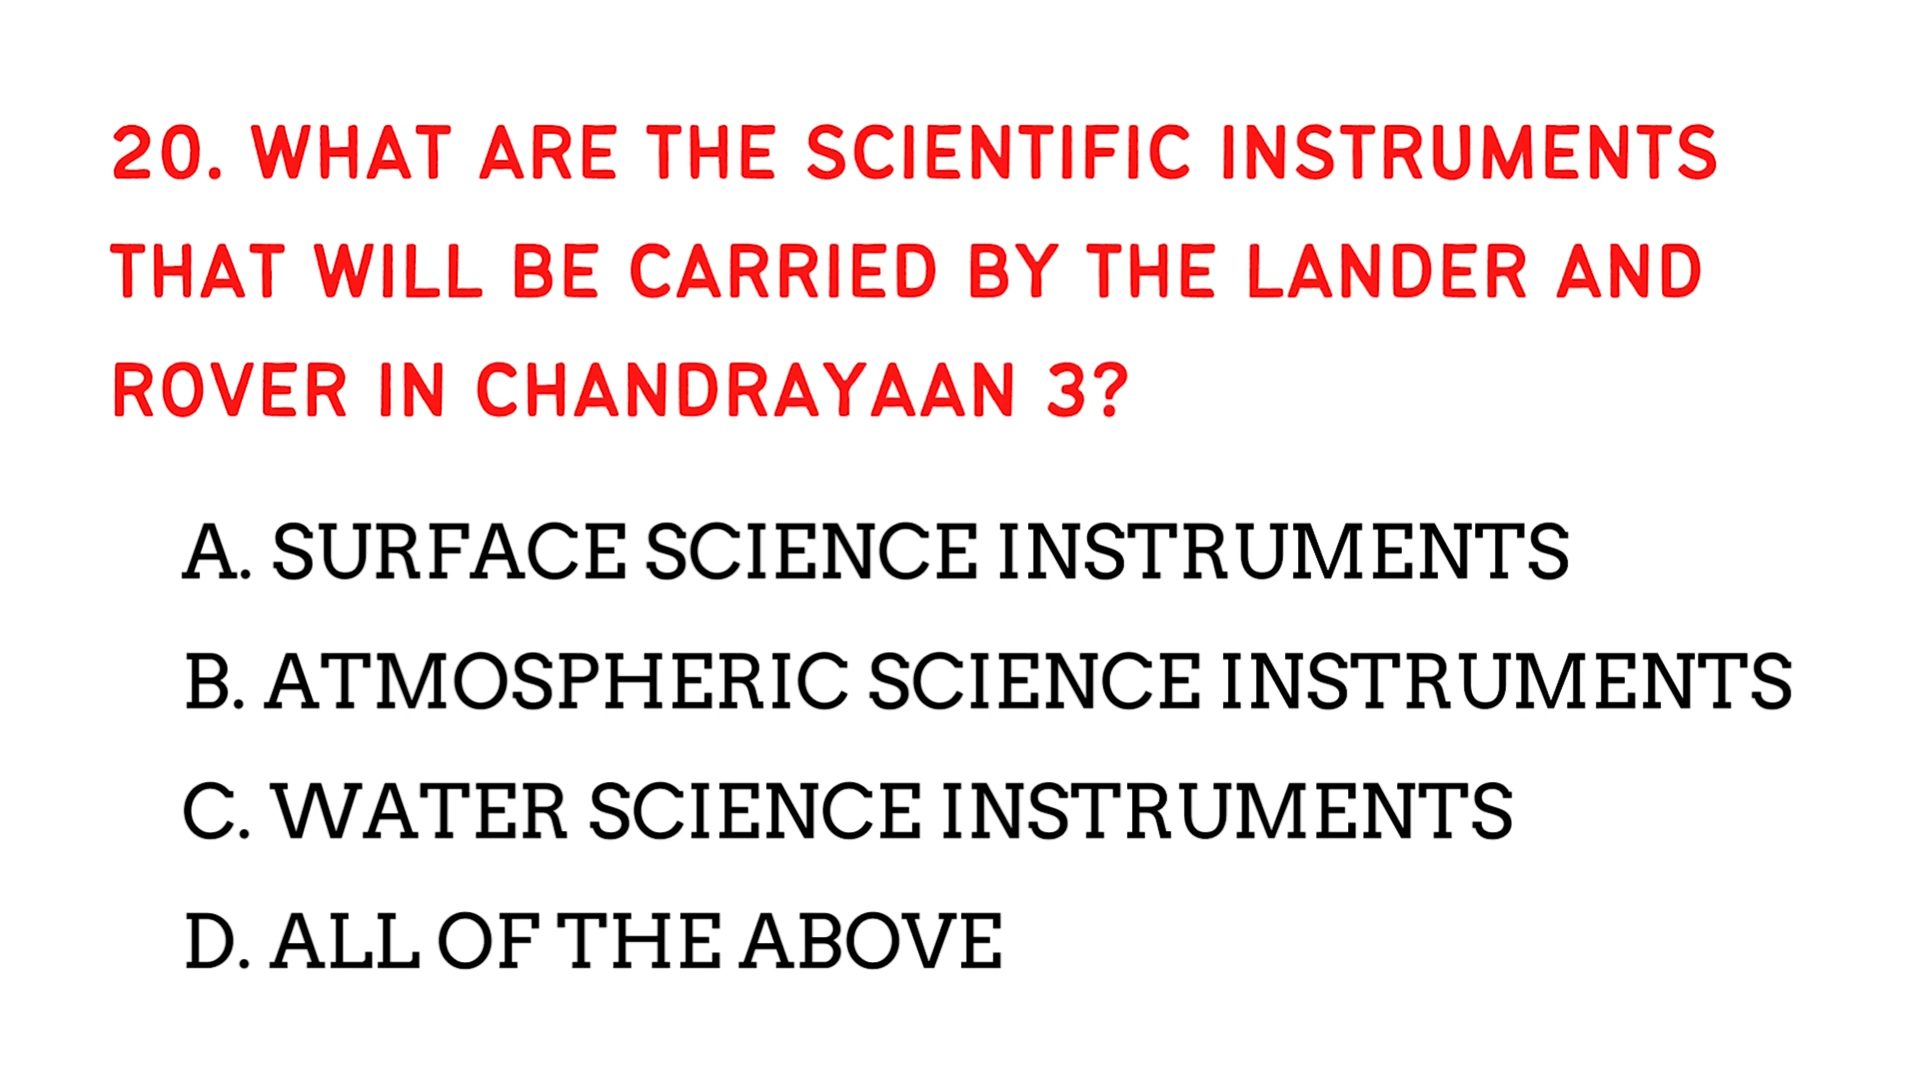 20. WHAT ARE THE SCIENTIFIC INSTRUMENTS
THAT WILL BE CARRIED BY THE LANDER AND
ROVER IN CHANDRAYAAN 3?
A. SURFACE SCIENCE INSTRUMENTS
B. ATMOSPHERIC SCIENCE INSTRUMENTS
C. WATER SCIENCE INSTRUMENTS
D. ALL OF THE ABOVE